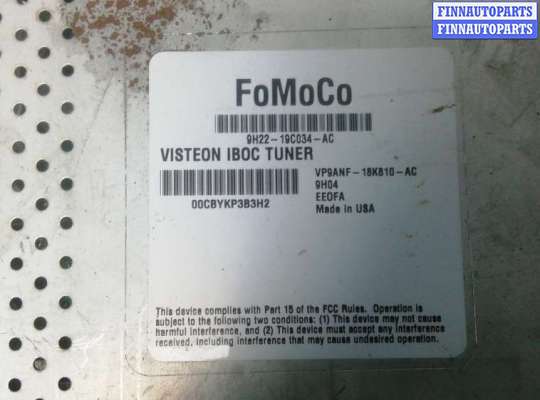 FINNAUTOPARTS
FINNAUTOPARTS
FoMoCo
9H22-19C034-AC
VISTEON IBOC TUNER
VP9ANF-18K810-AC
9H04
00CBYKP3B3H2
EEOFA
Made in USA
This device complies with Part 15 of the FCC Rules. Operation is
subject to the following two conditions: (1) This device may not cause
harmful interference, and (2) This device must accept any interference
received, including interference that may cause undesired operation.